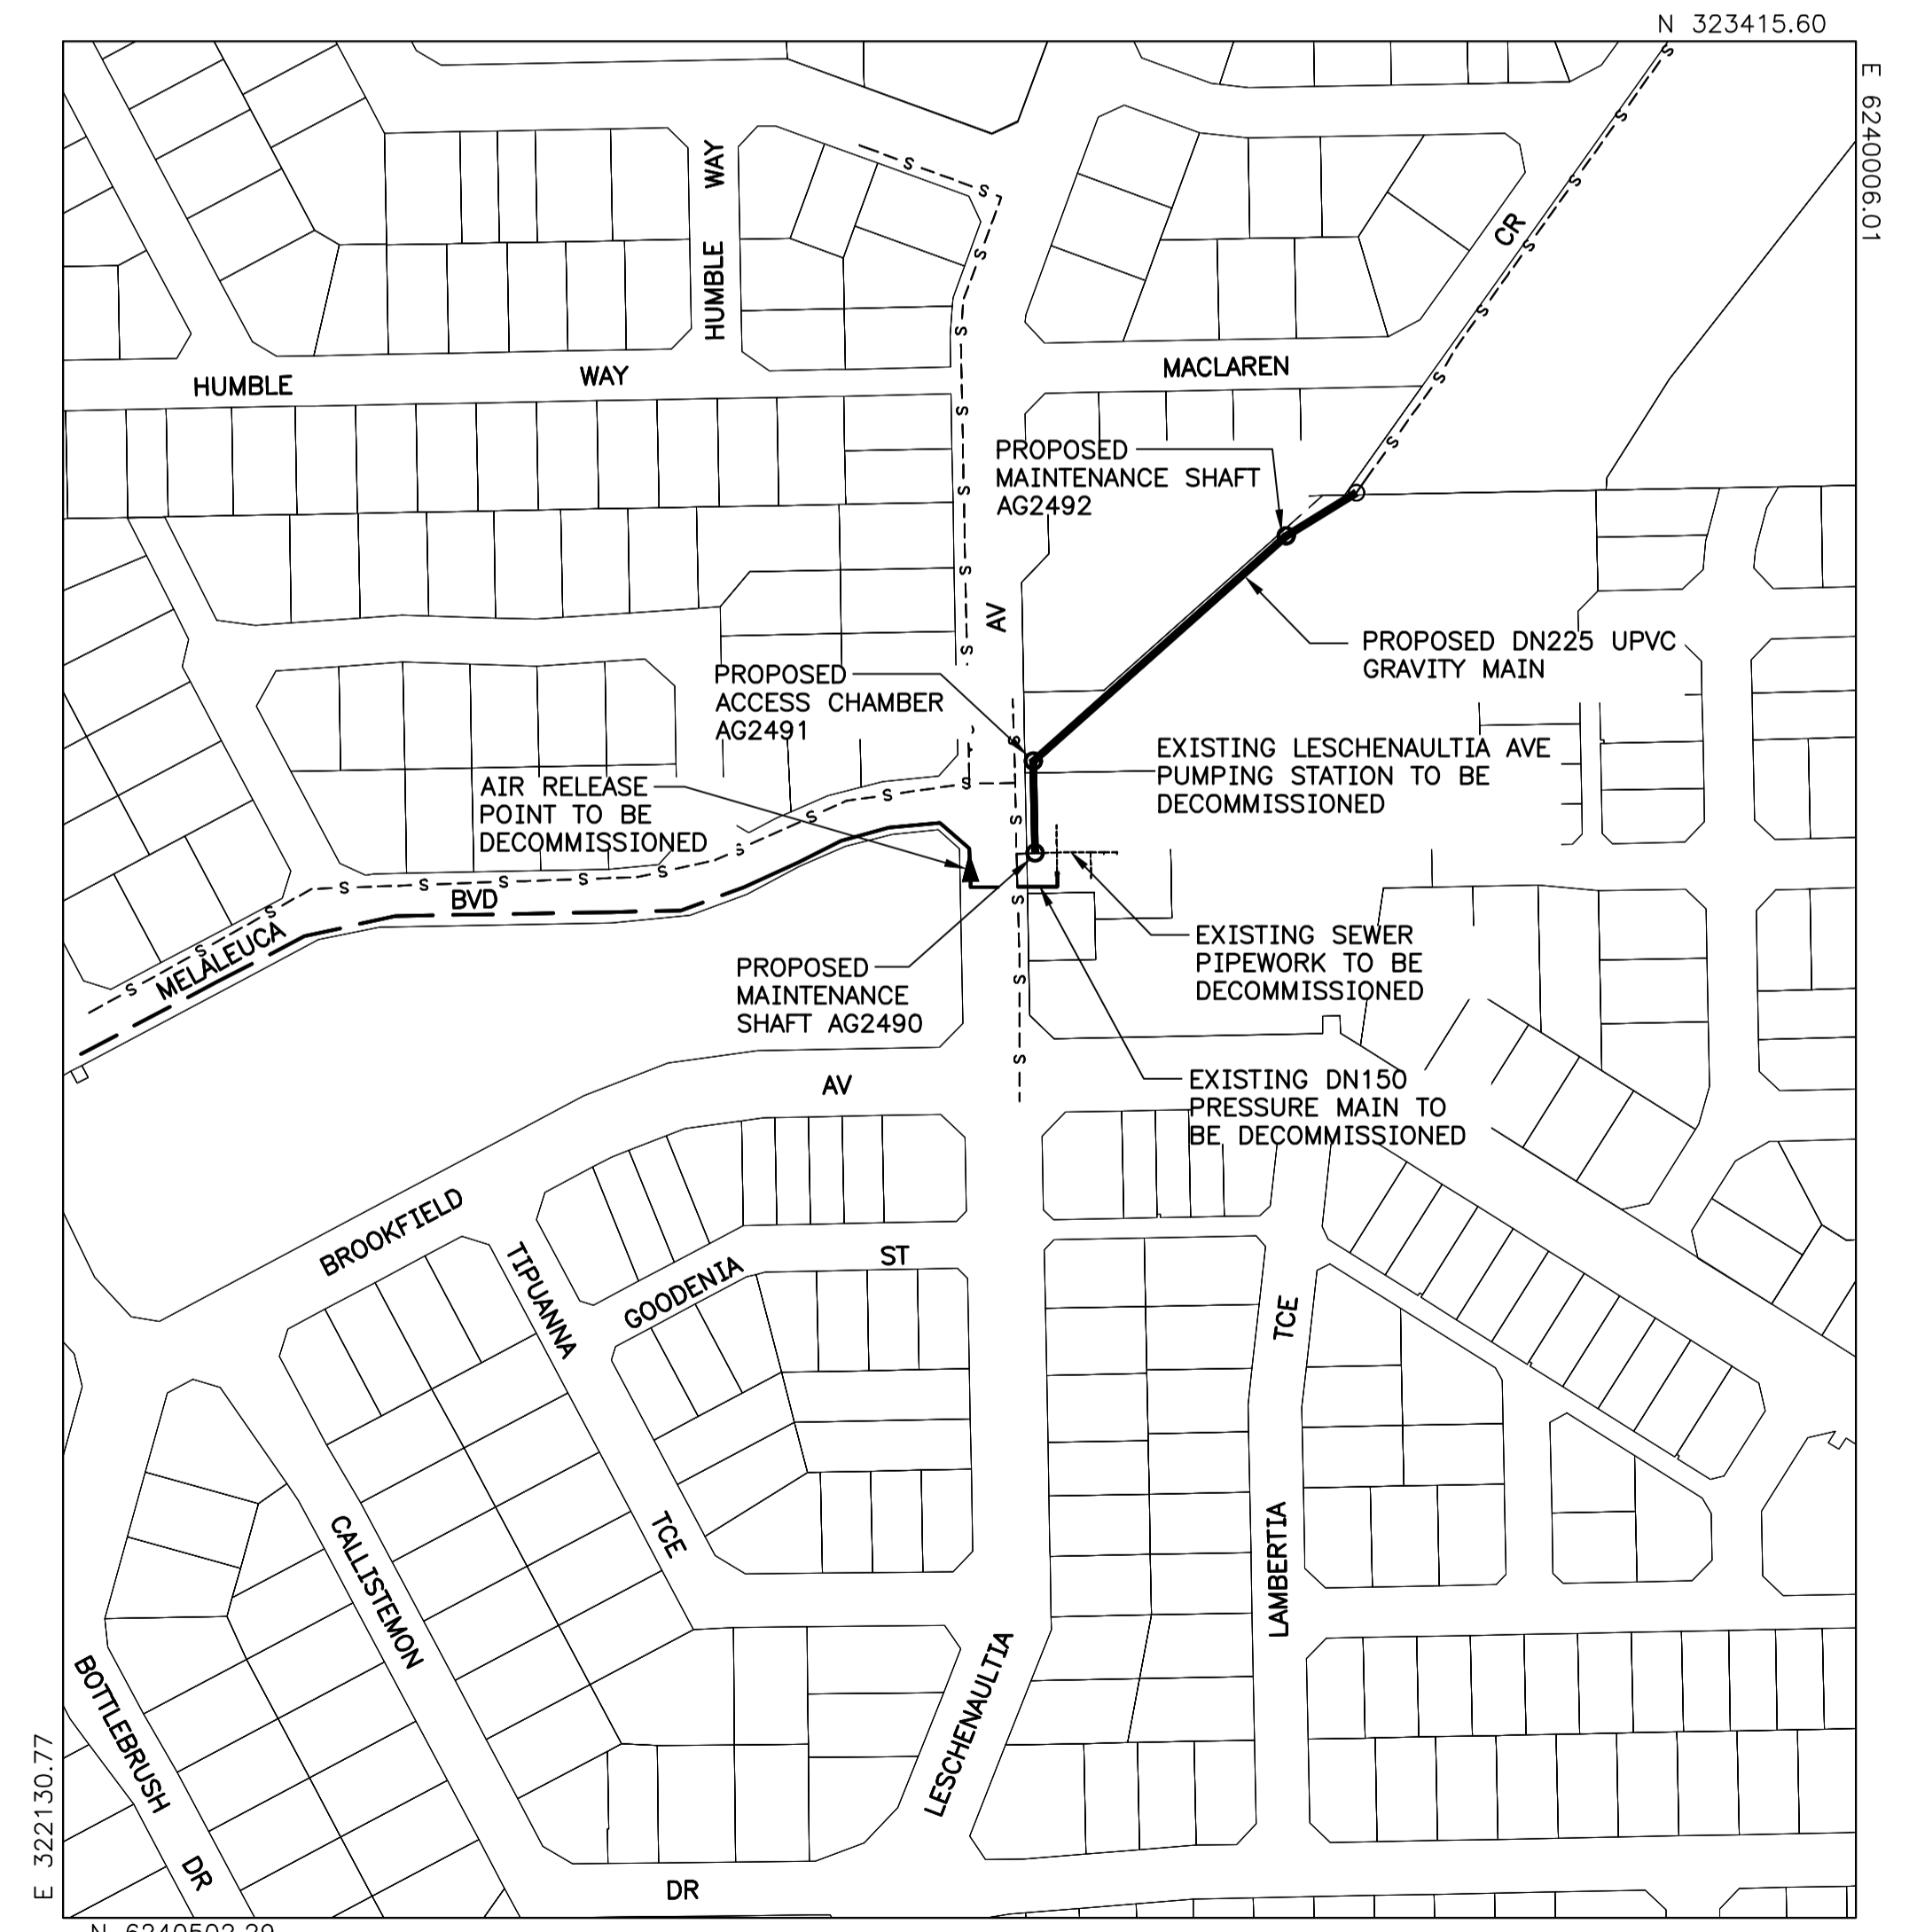 N 323415.60
E 6240006.01
HUMBLE WAY
CR
HUMBLE WAY
MACLAREN
PROPOSED
MAINTENANCE SHAFT
AG2492
AV
PROPOSED DN225 UPVC
GRAVITY MAIN
PROPOSED
ACCESS CHAMBER
AG2491
EXISTING LESCHENAULTIA AVE
PUMPING STATION TO BE
DECOMMISSIONED
AIR RELEASE
POINT TO BE
DECOMMISSIONED
MELALEUCA BVD
EXISTING SEWER
PIPEWORK TO BE
DECOMMISSIONED
PROPOSED
MAINTENANCE
SHAFT AG2490
EXISTING DN150
PRESSURE MAIN TO
BE DECOMMISSIONED
BROOKFIELD AV
TIPUANNA TCE
GOODENIA ST
LAMBERTIA TCE
CALLISTEMON
LESCHENAULTIA
BOTTLEBRUSH DR
DR
E 322130.77
N 6240502.29
S S S S S S S S S
S S S S S S S S
S S S S S S S S S S S S
S S S S S